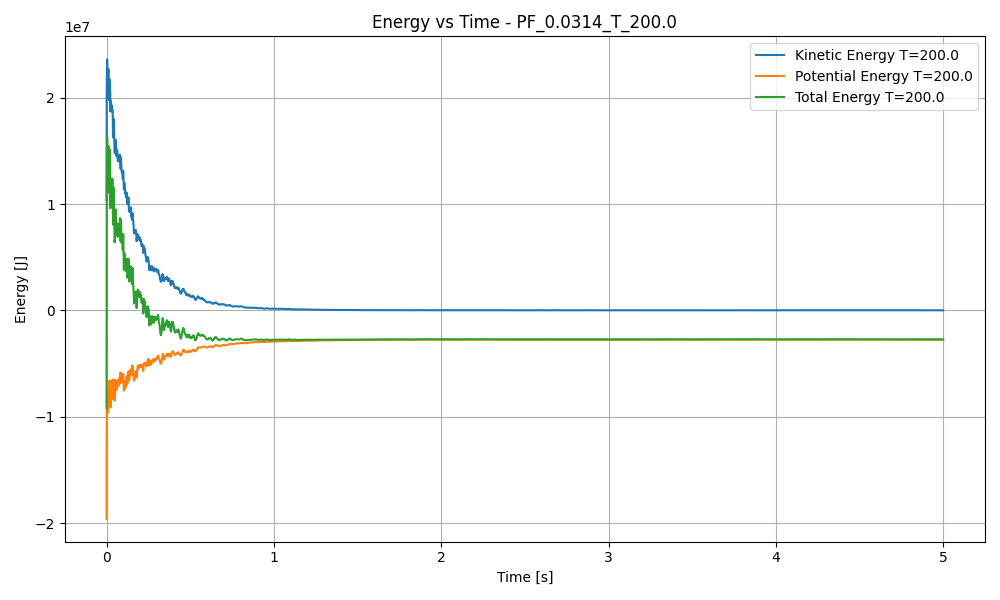 Energy vs Time - PF_0.0314_T_200.0
1e7
Kinetic Energy T=200.0
Potential Energy T=200.0
Total Energy T=200.0
2
1
0
−1
−2
Energy [J]
0 1 2 3 4 5
Time [s]